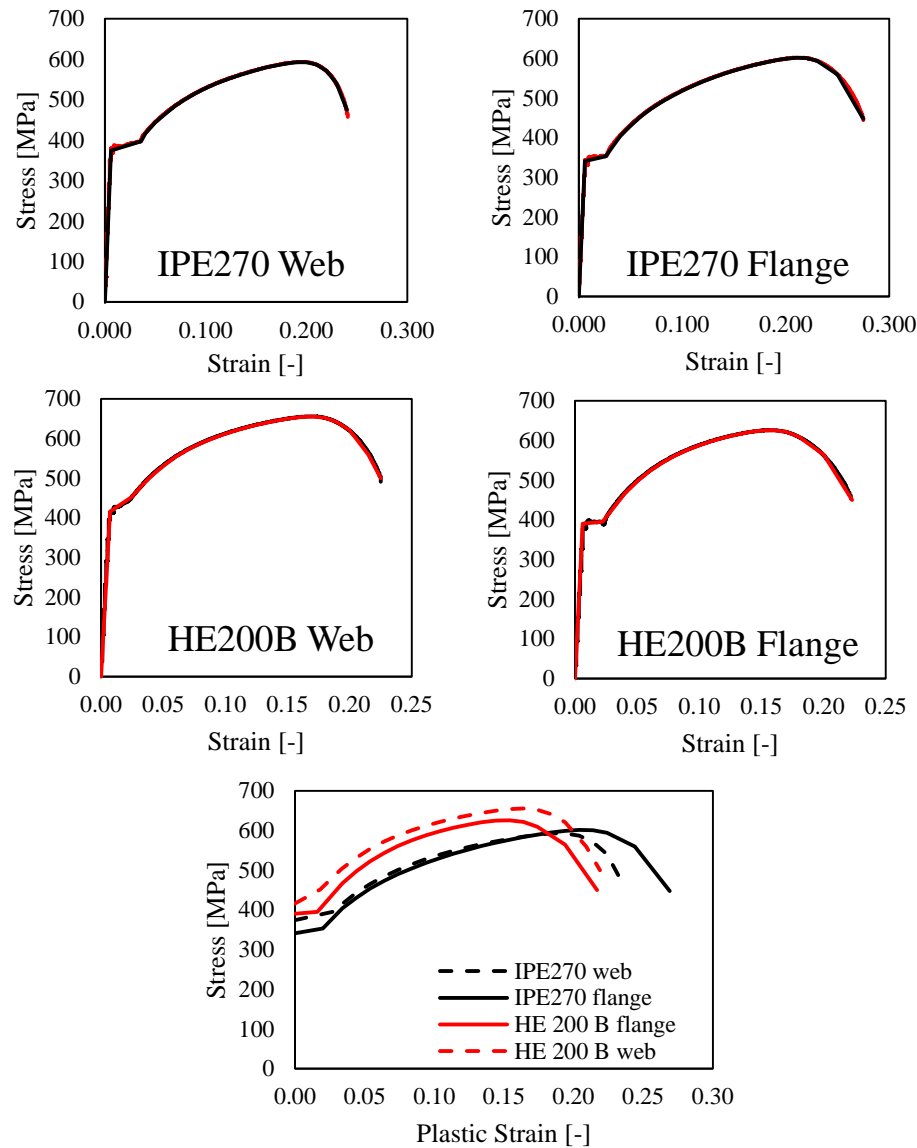 700
600
500
400
300
200
100
0
Stress [MPa]
IPE270 Web
0.000 0.100 0.200 0.300
Strain [-]
700
600
500
400
300
200
100
0
Stress [MPa]
IPE270 Flange
0.000 0.100 0.200 0.300
Strain [-]
700
600
500
400
300
200
100
0
Stress [MPa]
HE200B Web
0.00 0.05 0.10 0.15 0.20 0.25
Strain [-]
700
600
500
400
300
200
100
0
Stress [MPa]
HE200B Flange
0.00 0.05 0.10 0.15 0.20 0.25
Strain [-]
700
600
500
400
300
200
100
0
Stress [MPa]
IPE270 web
IPE270 flange
HE 200 B flange
HE 200 B web
0.00 0.05 0.10 0.15 0.20 0.25 0.30
Plastic Strain [-]